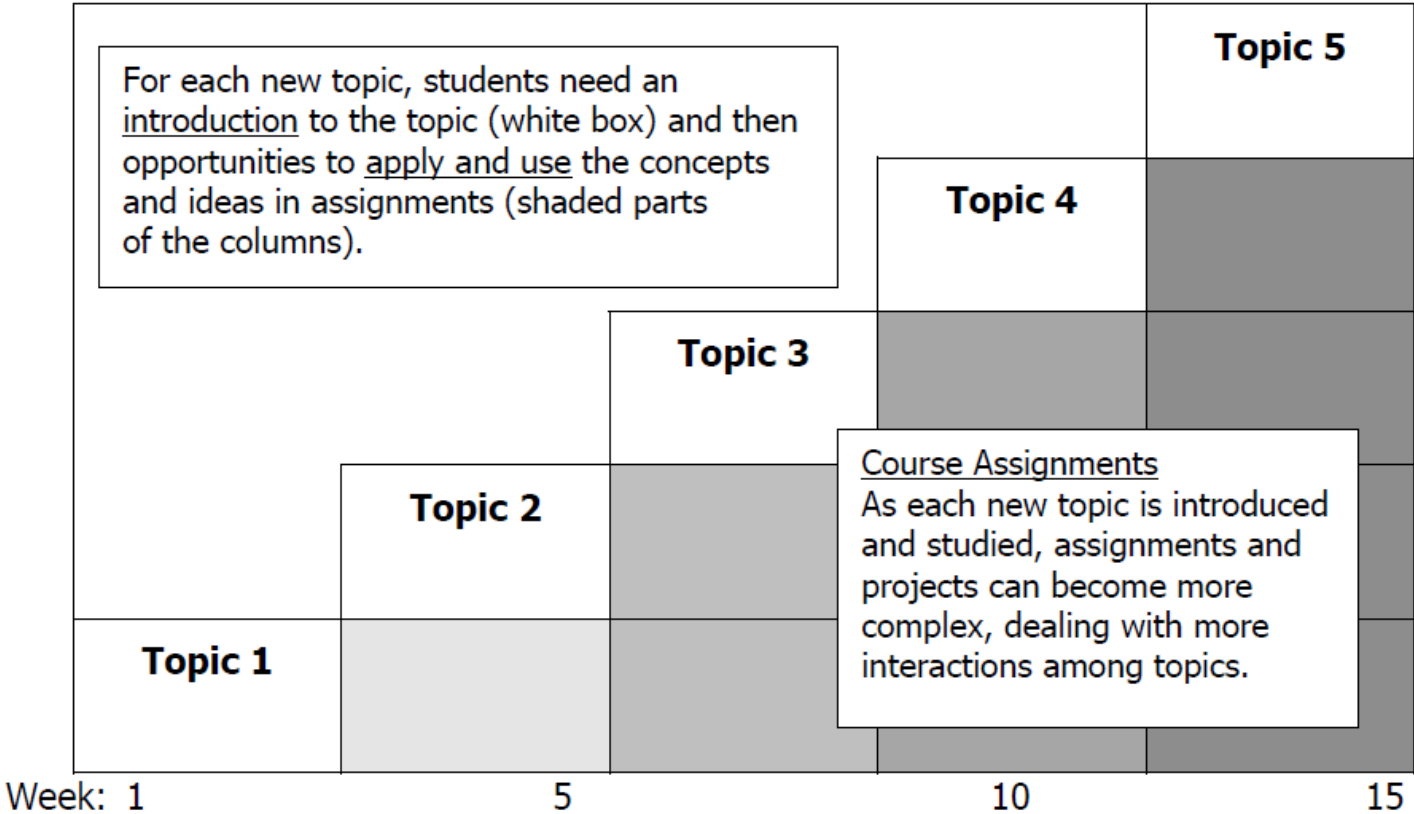 Topic 5
For each new topic, students need an
introduction to the topic (white box) and then
opportunities to apply and use the concepts
and ideas in assignments (shaded parts
of the columns).
Topic 4
Topic 3
Course Assignments
As each new topic is introduced
and studied, assignments and
projects can become more
complex, dealing with more
interactions among topics.
Topic 2
Topic 1
Week: 1 5 10 15